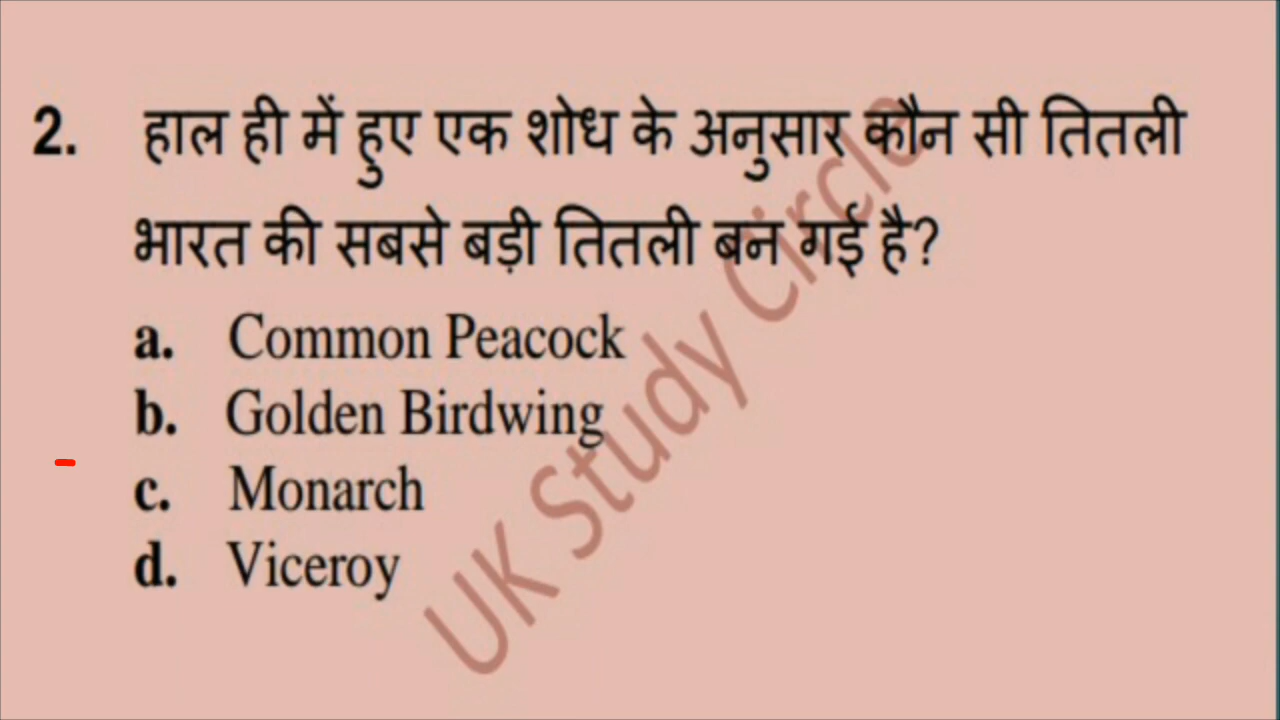 2. हाल ही में हुए एक शोध के अनुसार कौन सी तितली
भारत की सबसे बड़ी तितली बन गई है?
a. Common Peacock
b. Golden Birdwing
c. Monarch
d. Viceroy
UK Study Circle